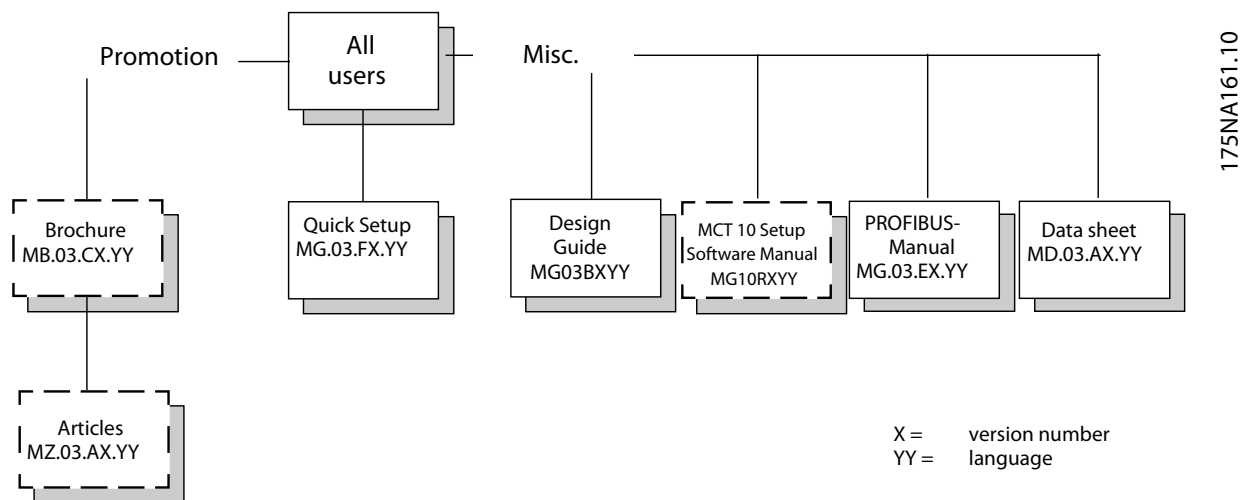 Promotion
All
users
Misc.
175NA161.10
Brochure
MB.03.CX.YY
Quick Setup
MG.03.FX.YY
Design
Guide
MG03BXYY
MCT 10 Setup
Software Manual
MG10RXYY
PROFIBUS-
Manual
MG.03.EX.YY
Data sheet
MD.03.AX.YY
Articles
MZ.03.AX.YY
X = version number
YY = language